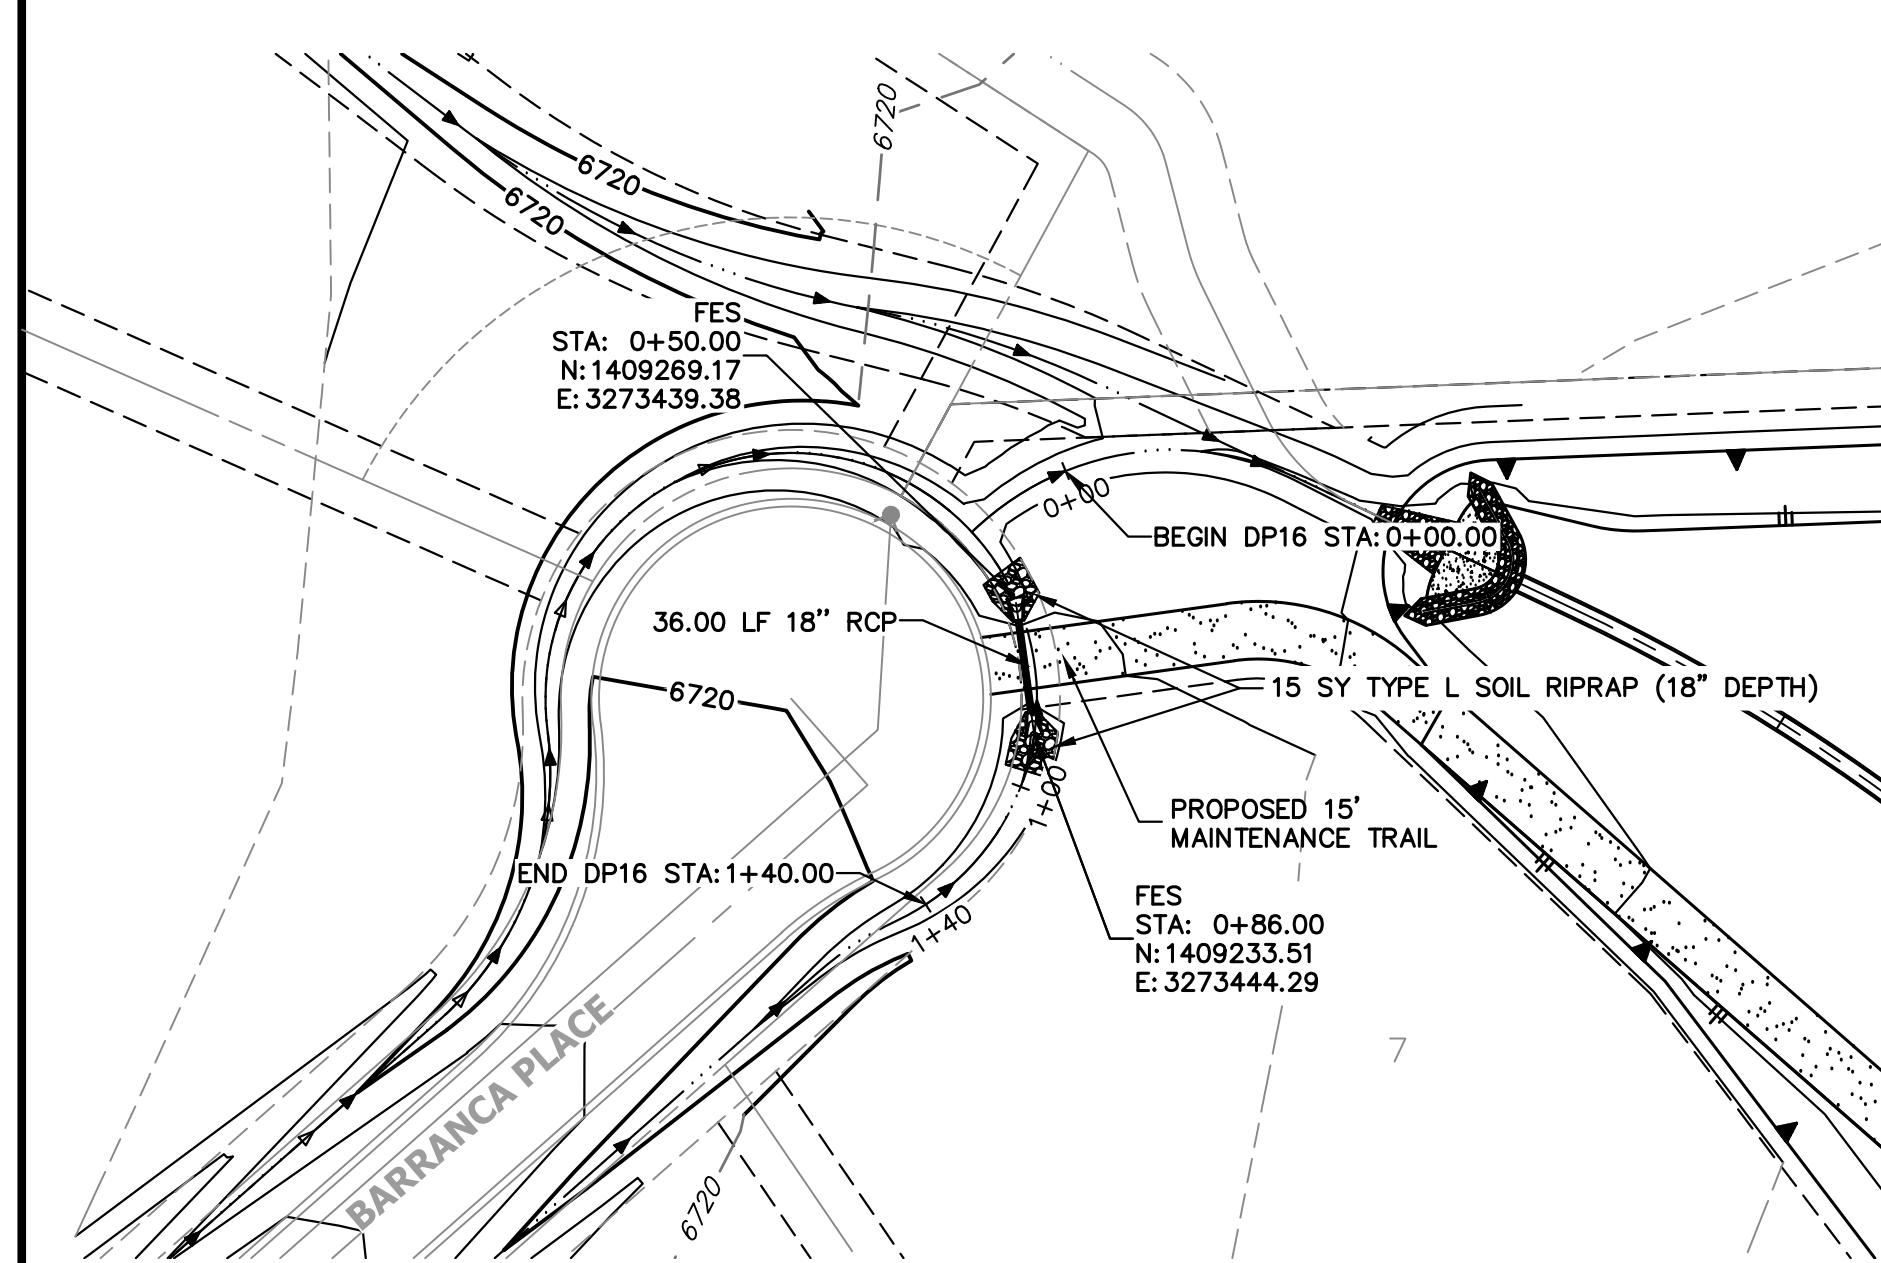 6720
6720
6720
FES
STA: 0+50.00
N:1409269.17
E:3273439.38
0+00
BEGIN DP16 STA:0+00.00
36.00 LF 18” RCP
6720
15 SY TYPE L SOIL RIPRAP (18” DEPTH)
1+00
PROPOSED 15’
MAINTENANCE TRAIL
END DP16 STA:1+40.00
1+40
FES
STA: 0+86.00
N:1409233.51
E:3273444.29
7
BARRANCA PLACE
6720